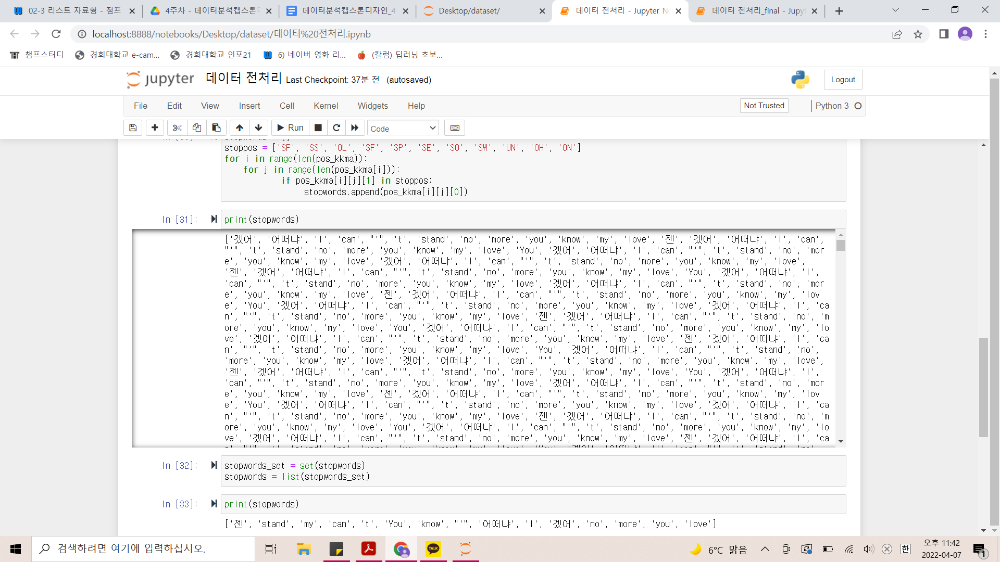 02-3 리스트 자료형 - 점프
4주차 - 데이터분석캡스톤디
데이터분석캡스톤디자인_4
Desktop/dataset/
데이터 전처리 - Jupyter No
데이터 전처리_final - Jupyt
localhost:8888/notebooks/Desktop/dataset/데이터%20전처리.ipynb
챔프스터디
경희대학교 e-cam...
경희대학교 인포21
6) 네이버 영화 리...
(칼럼) 딥러닝 초보...
jupyter 데이터 전처리 Last Checkpoint: 37분 전 (autosaved)
Logout
File Edit View Insert Cell Kernel Widgets Help
Not Trusted
Python 3
Run
Code
stoppos = ['SF', 'SS', 'OL', 'SF', 'SP', 'SE', 'SO', 'SW', 'UN', 'OH', 'ON']
for i in range(len(pos_kkma)):
for j in range(len(pos_kkma[i])):
if pos_kkma[i][j][1] in stoppos:
stopwords.append(pos_kkma[i][j][0])
In [31]: print(stopwords)
['겠어', '어떠냐', 'I', 'can', "'", 't', 'stand', 'no', 'more', 'you', 'know', 'my', 'love', '젠', '겠어', '어떠냐', 'I', 'can',
"'", 't', 'stand', 'no', 'more', 'you', 'know', 'my', 'love', 'You', '겠어', '어떠냐', 'I', 'can', "'", 't', 'stand', 'no', 'mor
e', 'you', 'know', 'my', 'love', '겠어', '어떠냐', 'I', 'can', "'", 't', 'stand', 'no', 'more', 'you', 'know', 'my', 'love',
'젠', '겠어', '어떠냐', 'I', 'can', "'", 't', 'stand', 'no', 'more', 'you', 'know', 'my', 'love', 'You', '겠어', '어떠냐', 'I',
'can', "'", 't', 'stand', 'no', 'more', 'you', 'know', 'my', 'love', '겠어', '어떠냐', 'I', 'can', "'", 't', 'stand', 'no', 'mor
e', 'you', 'know', 'my', 'love', '젠', '겠어', '어떠냐', 'I', 'can', "'", 't', 'stand', 'no', 'more', 'you', 'know', 'my', 'lov
e', 'You', '겠어', '어떠냐', 'I', 'can', "'", 't', 'stand', 'no', 'more', 'you', 'know', 'my', 'love', '겠어', '어떠냐', 'I', 'ca
n', "'", 't', 'stand', 'no', 'more', 'you', 'know', 'my', 'love', '젠', '겠어', '어떠냐', 'I', 'can', "'", 't', 'stand', 'no', 'm
ore', 'you', 'know', 'my', 'love', 'You', '겠어', '어떠냐', 'I', 'can', "'", 't', 'stand', 'no', 'more', 'you', 'know', 'my', 'lo
ve', '겠어', '어떠냐', 'I', 'can', "'", 't', 'stand', 'no', 'more', 'you', 'know', 'my', 'love', '젠', '겠어', '어떠냐', 'I', 'ca
n', "'", 't', 'stand', 'no', 'more', 'you', 'know', 'my', 'love', 'You', '겠어', '어떠냐', 'I', 'can', "'", 't', 'stand', 'no',
'more', 'you', 'know', 'my', 'love', '겠어', '어떠냐', 'I', 'can', "'", 't', 'stand', 'no', 'more', 'you', 'know', 'my', 'love',
'젠', '겠어', '어떠냐', 'I', 'can', "'", 't', 'stand', 'no', 'more', 'you', 'know', 'my', 'love', 'You', '겠어', '어떠냐', 'I',
'can', "'", 't', 'stand', 'no', 'more', 'you', 'know', 'my', 'love', '겠어', '어떠냐', 'I', 'can', "'", 't', 'stand', 'no', 'mor
e', 'you', 'know', 'my', 'love', '젠', '겠어', '어떠냐', 'I', 'can', "'", 't', 'stand', 'no', 'more', 'you', 'know', 'my', 'lov
e', 'You', '겠어', '어떠냐', 'I', 'can', "'", 't', 'stand', 'no', 'more', 'you', 'know', 'my', 'love', '겠어', '어떠냐', 'I', 'ca
n', "'", 't', 'stand', 'no', 'more', 'you', 'know', 'my', 'love', '젠', '겠어', '어떠냐', 'I', 'can', "'", 't', 'stand', 'no', 'm
ore', 'you', 'know', 'my', 'love', 'You', '겠어', '어떠냐', 'I', 'can', "'", 't', 'stand', 'no', 'more', 'you', 'know', 'my', 'lo
ve', '겠어', '어떠냐', 'I', 'can', "'", 't', 'stand', 'no', 'more', 'you', 'know', 'my', 'love', '젠', '겠어', '어떠냐', 'I', 'ca
In [32]: stopwords_set = set(stopwords)
stopwords = list(stopwords_set)
In [33]: print(stopwords)
['젠', 'stand', 'my', 'can', 't', 'You', 'know', "'", '어떠냐', 'I', '겠어', 'no', 'more', 'you', 'love']
검색하려면 여기에 입력하십시오.
TALK
6°C 맑음
한
오후 11:42
2022-04-07
1